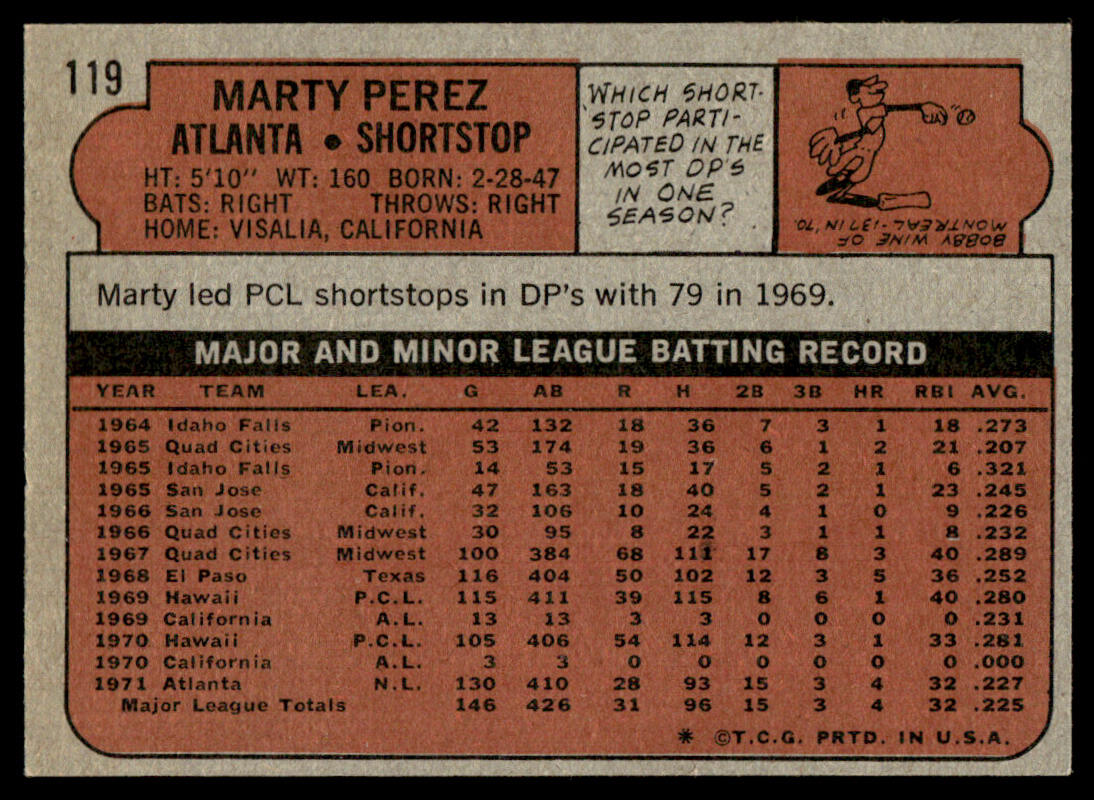 119
MARTY PEREZ
ATLANTA • SHORTSTOP
HT: 5'10" WT: 160 BORN: 2-28-47
BATS: RIGHT THROWS: RIGHT
HOME: VISALIA, CALIFORNIA
WHICH SHORT-
STOP PARTI-
CIPATED IN THE
MOST DP'S
IN ONE
SEASON?
BOBBY WINE OF
MONTREAL - 137 IN '70.
Marty led PCL shortstops in DP's with 79 in 1969.
MAJOR AND MINOR LEAGUE BATTING RECORD
YEAR TEAM LEA. G AB R H 2B 3B HR RBI AVG.
1964 Idaho Falls Pion. 42 132 18 36 7 3 1 18 .273
1965 Quad Cities Midwest 53 174 19 36 6 1 2 21 .207
1965 Idaho Falls Pion. 14 53 15 17 5 2 1 6 .321
1965 San Jose Calif. 47 163 18 40 5 2 1 23 .245
1966 San Jose Calif. 32 106 10 24 4 1 0 9 .226
1966 Quad Cities Midwest 30 95 8 22 3 1 1 8 .232
1967 Quad Cities Midwest 100 384 68 111 17 8 3 40 .289
1968 El Paso Texas 116 404 50 102 12 3 5 36 .252
1969 Hawaii P.C.L. 115 411 39 115 8 6 1 40 .280
1969 California A.L. 13 13 3 3 0 0 0 0 .231
1970 Hawaii P.C.L. 105 406 54 114 12 3 1 33 .281
1970 California A.L. 3 3 0 0 0 0 0 0 .000
1971 Atlanta N.L. 130 410 28 93 15 3 4 32 .227
Major League Totals 146 426 31 96 15 3 4 32 .225
* ©T.C.G. PRTD. IN U.S.A.